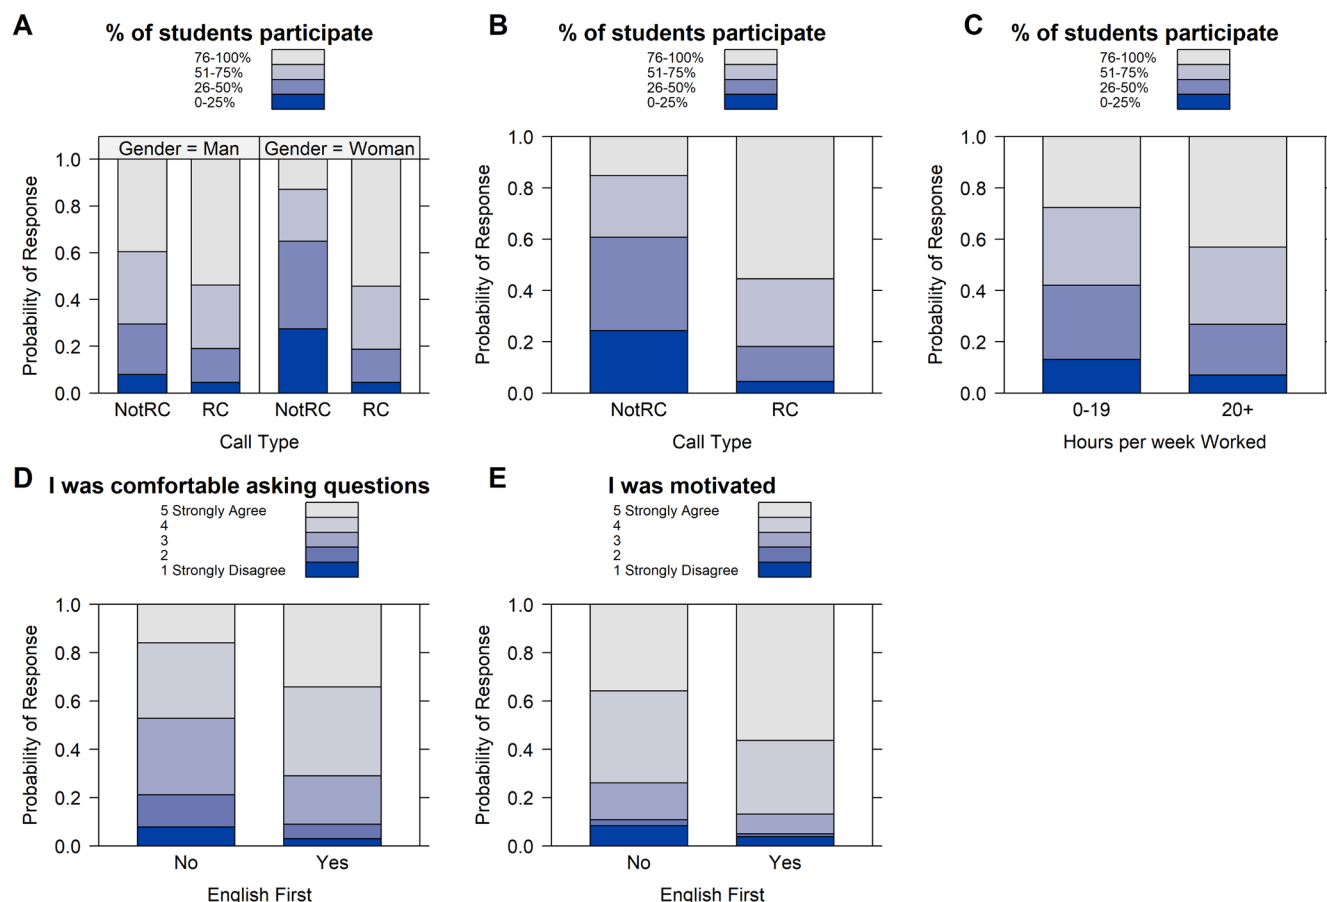 A
% of students participate
76-100%
51-75%
26-50%
0-25%
Gender = Man
Gender = Woman
Probability of Response
1.0
0.8
0.6
0.4
0.2
0.0
NotRC
RC
NotRC
RC
Call Type
B
% of students participate
76-100%
51-75%
26-50%
0-25%
Probability of Response
1.0
0.8
0.6
0.4
0.2
0.0
NotRC
RC
Call Type
C
% of students participate
76-100%
51-75%
26-50%
0-25%
Probability of Response
1.0
0.8
0.6
0.4
0.2
0.0
0-19
20+
Hours per week Worked
D
I was comfortable asking questions
5 Strongly Agree
4
3
2
1 Strongly Disagree
Probability of Response
1.0
0.8
0.6
0.4
0.2
0.0
No
Yes
English First
E
I was motivated
5 Strongly Agree
4
3
2
1 Strongly Disagree
Probability of Response
1.0
0.8
0.6
0.4
0.2
0.0
No
Yes
English First